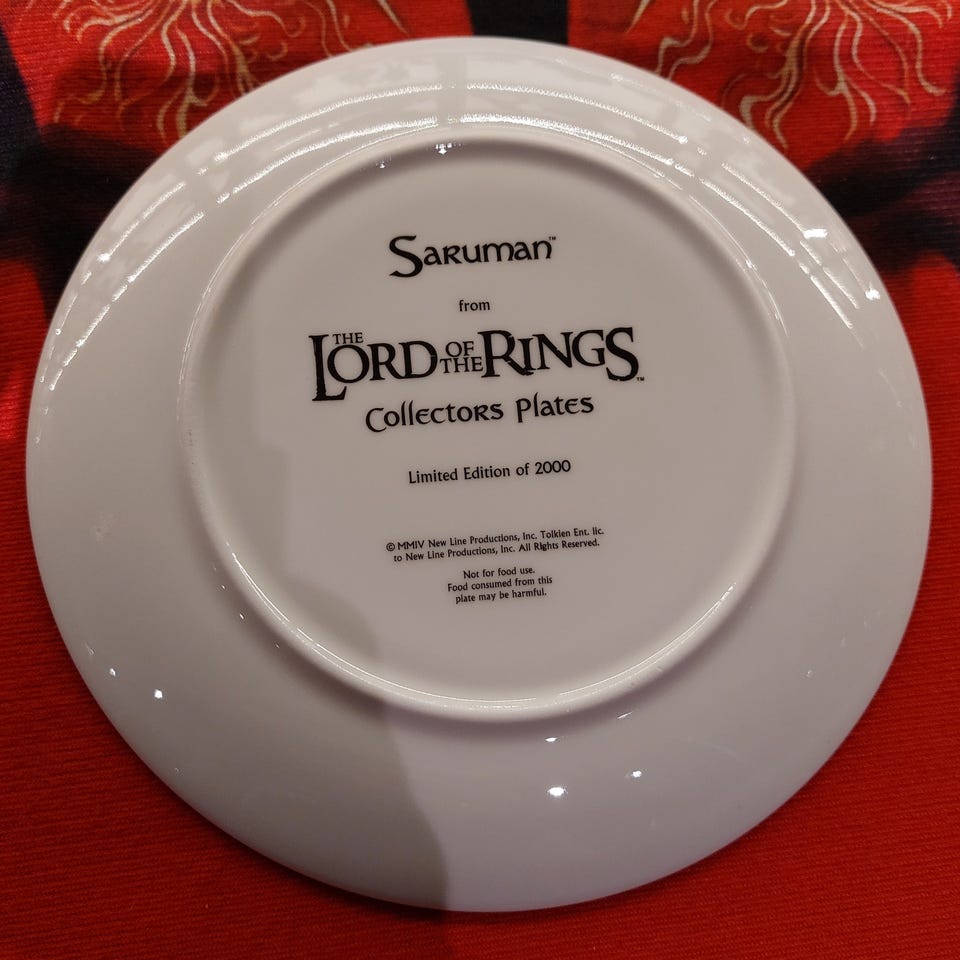 Saruman™
from
THE LORD OF THE RINGS™
Collectors Plates
Limited Edition of 2000
© MMIV New Line Productions, Inc. Tolkien Ent. lic.
to New Line Productions, Inc. All Rights Reserved.
Not for food use.
Food consumed from this
plate may be harmful.